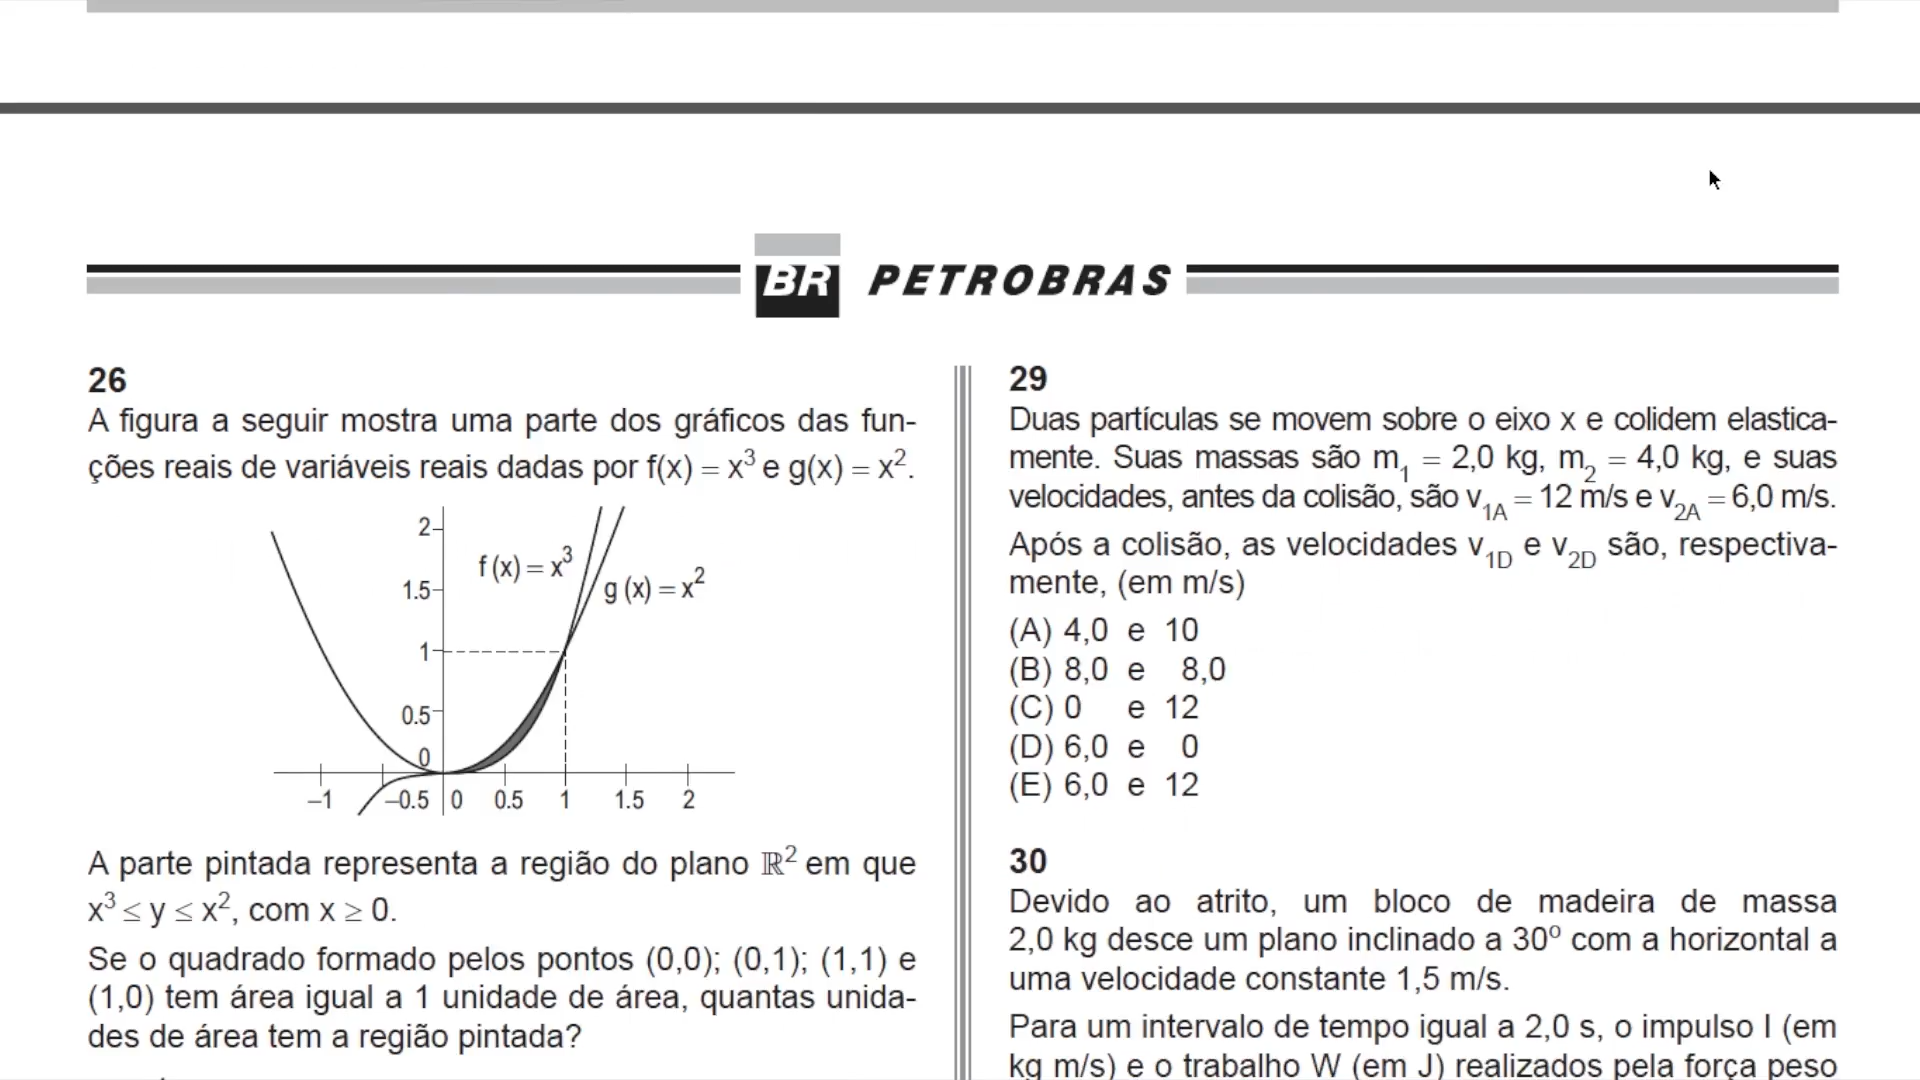 BR PETROBRAS
26
A figura a seguir mostra uma parte dos gráficos das fun-
ções reais de variáveis reais dadas por f(x) = x³ e g(x) = x².
2
f (x) = x³
1.5
g (x) = x²
1
0.5
0
–1 –0.5 0 0.5 1 1.5 2
A parte pintada representa a região do plano ℝ² em que
x³ ≤ y ≤ x², com x ≥ 0.
Se o quadrado formado pelos pontos (0,0); (0,1); (1,1) e
(1,0) tem área igual a 1 unidade de área, quantas unida-
des de área tem a região pintada?
29
Duas partículas se movem sobre o eixo x e colidem elastica-
mente. Suas massas são m₁ = 2,0 kg, m₂ = 4,0 kg, e suas
velocidades, antes da colisão, são v1A = 12 m/s e v2A = 6,0 m/s.
Após a colisão, as velocidades v1D e v2D são, respectiva-
mente, (em m/s)
(A) 4,0 e 10
(B) 8,0 e 8,0
(C) 0 e 12
(D) 6,0 e 0
(E) 6,0 e 12
30
Devido ao atrito, um bloco de madeira de massa
2,0 kg desce um plano inclinado a 30º com a horizontal a
uma velocidade constante 1,5 m/s.
Para um intervalo de tempo igual a 2,0 s, o impulso I (em
kg m/s) e o trabalho W (em J) realizados pela força peso